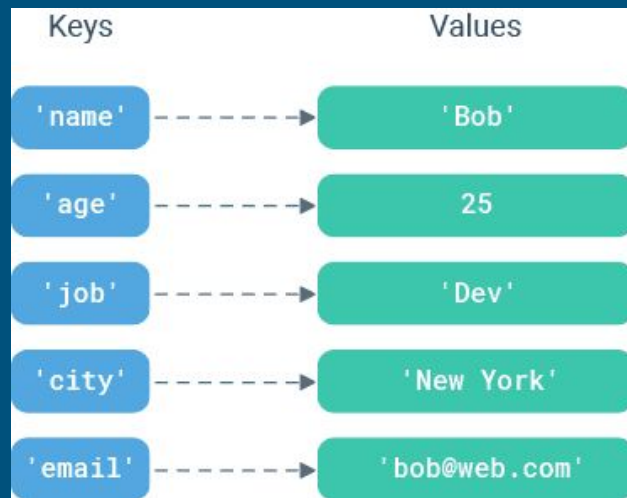 Keys Values
'name' 'Bob'
'age' 25
'job' 'Dev'
'city' 'New York'
'email' 'bob@web.com'